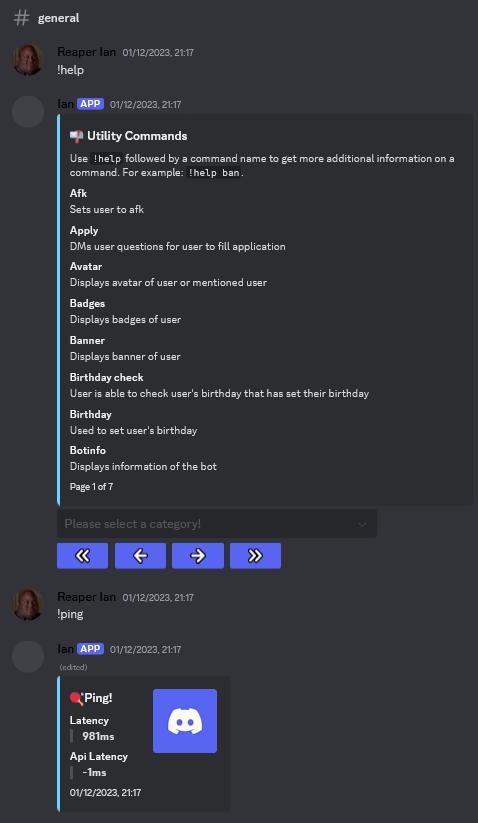 general
Reaper Ian 01/12/2023, 21:17
!help
Ian APP 01/12/2023, 21:17
Utility Commands
Use !help followed by a command name to get more additional information on a
command. For example: !help ban.
Afk
Sets user to afk
Apply
DMs user questions for user to fill application
Avatar
Displays avatar of user or mentioned user
Badges
Displays badges of user
Banner
Displays banner of user
Birthday check
User is able to check user's birthday that has set their birthday
Birthday
Used to set user's birthday
Botinfo
Displays information of the bot
Page 1 of 7
Please select a category!
Reaper Ian 01/12/2023, 21:17
!ping
Ian APP 01/12/2023, 21:17
(edited)
Ping!
Latency
981ms
Api Latency
-1ms
01/12/2023, 21:17